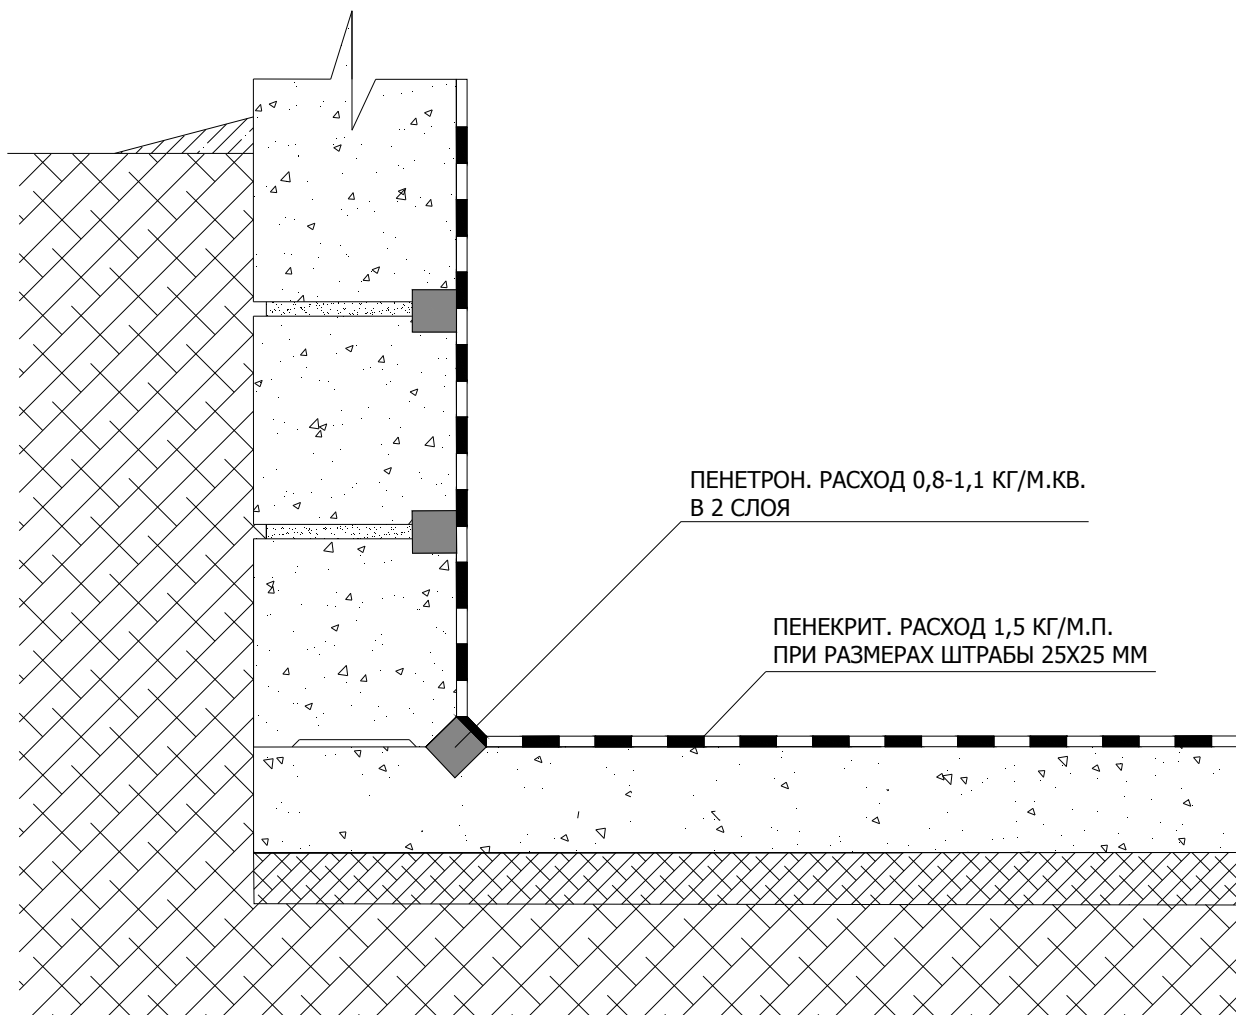 ПЕНЕТРОН. РАСХОД 0,8-1,1 КГ/М.КВ.
В 2 СЛОЯ
ПЕНЕКРИТ. РАСХОД 1,5 КГ/М.П.
ПРИ РАЗМЕРАХ ШТРАБЫ 25Х25 ММ